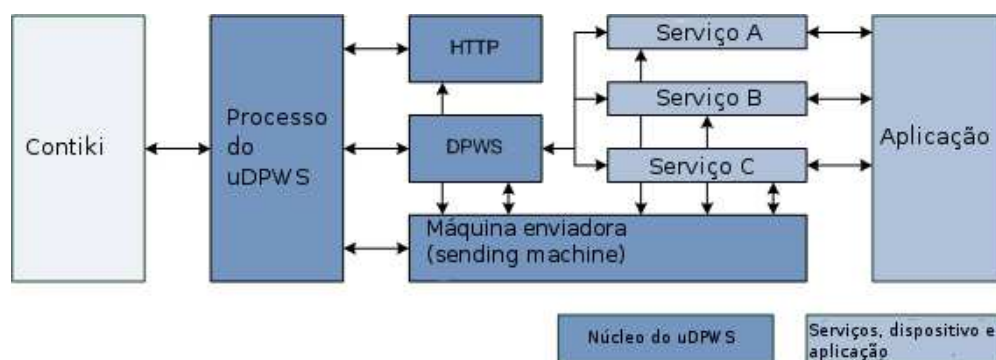 Contiki
Processo
do
uDPWS
HTTP
DPWS
Máquina enviadora
(sending machine)
Serviço A
Serviço B
Serviço C
Aplicação
Núcleo do uDPWS
Serviços, dispositivo e
aplicação